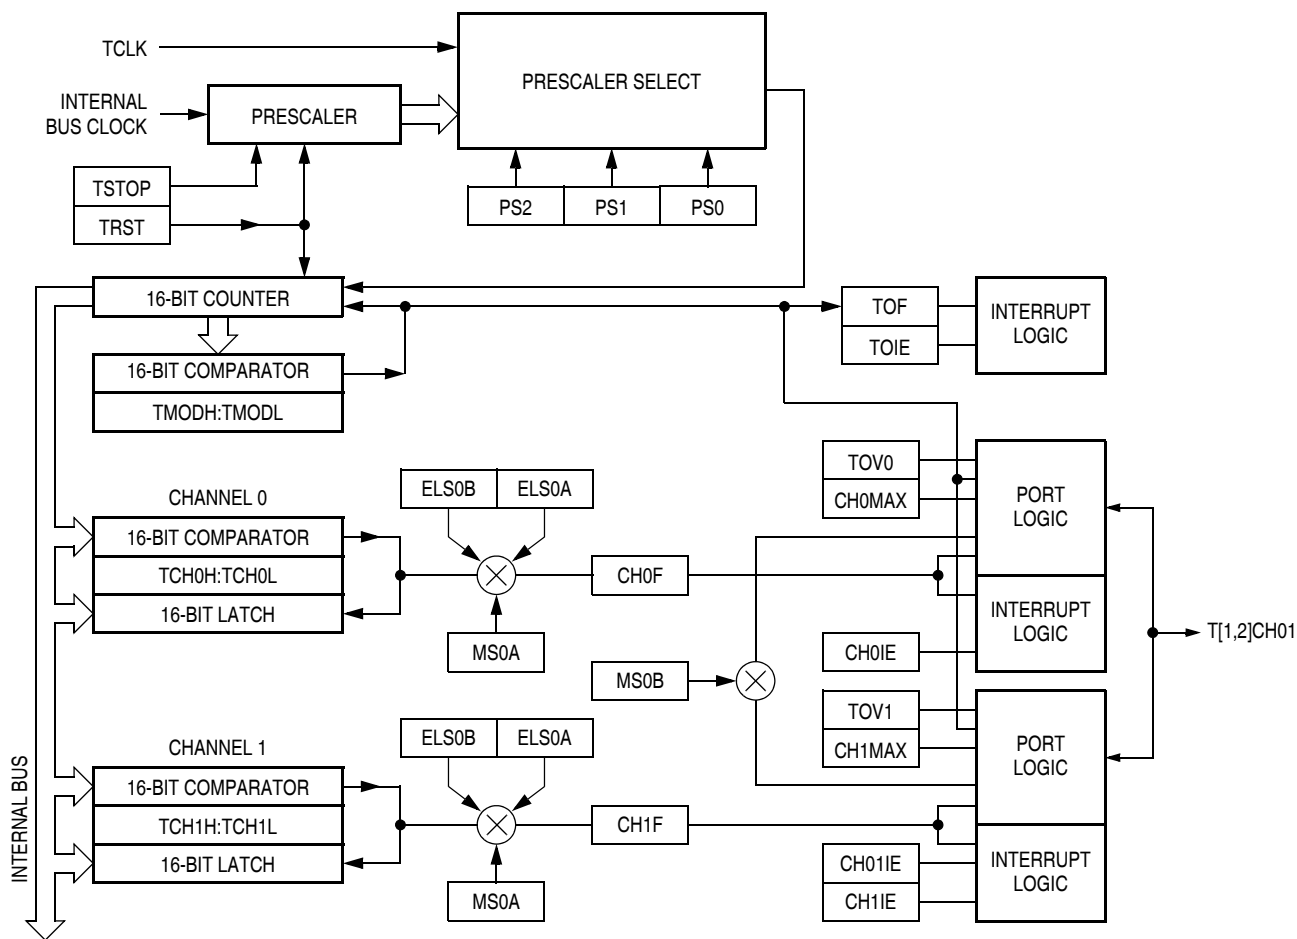 TCLK
PRESCALER SELECT
INTERNAL
BUS CLOCK
PRESCALER
TSTOP
TRST
PS2
PS1
PS0
16-BIT COUNTER
TOF
TOIE
INTERRUPT
LOGIC
16-BIT COMPARATOR
TMODH:TMODL
TOV0
CH0MAX
PORT
LOGIC
ELS0B
ELS0A
CHANNEL 0
16-BIT COMPARATOR
TCH0H:TCH0L
16-BIT LATCH
CH0F
MS0A
INTERRUPT
LOGIC
CH0IE
T[1,2]CH01
MS0B
TOV1
CH1MAX
PORT
LOGIC
ELS0B
ELS0A
CHANNEL 1
16-BIT COMPARATOR
TCH1H:TCH1L
16-BIT LATCH
CH1F
MS0A
CH01IE
CH1IE
INTERRUPT
LOGIC
INTERNAL BUS